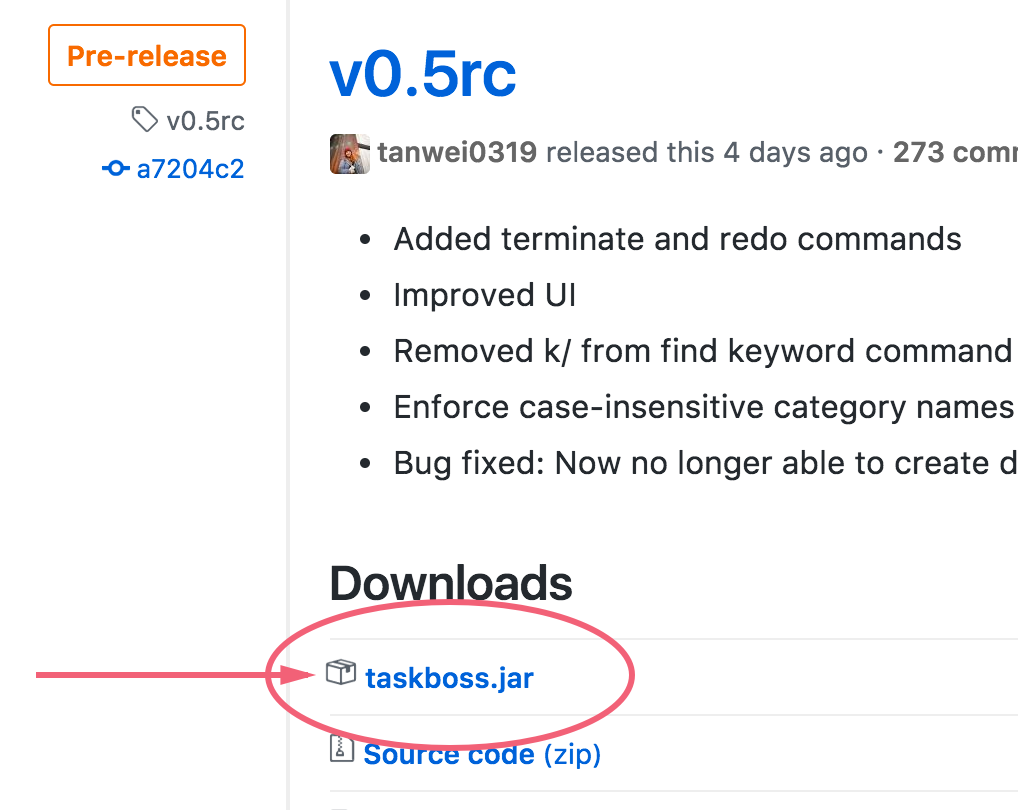 Pre-release
v0.5rc
a7204c2
v0.5rc
tanwei0319 released this 4 days ago · 273
Added terminate and redo commands
Improved UI
Removed k/ from find keyword command
Enforce case-insensitive category names
Bug fixed: Now no longer able to create
Downloads
taskboss.jar
Source code (zip)